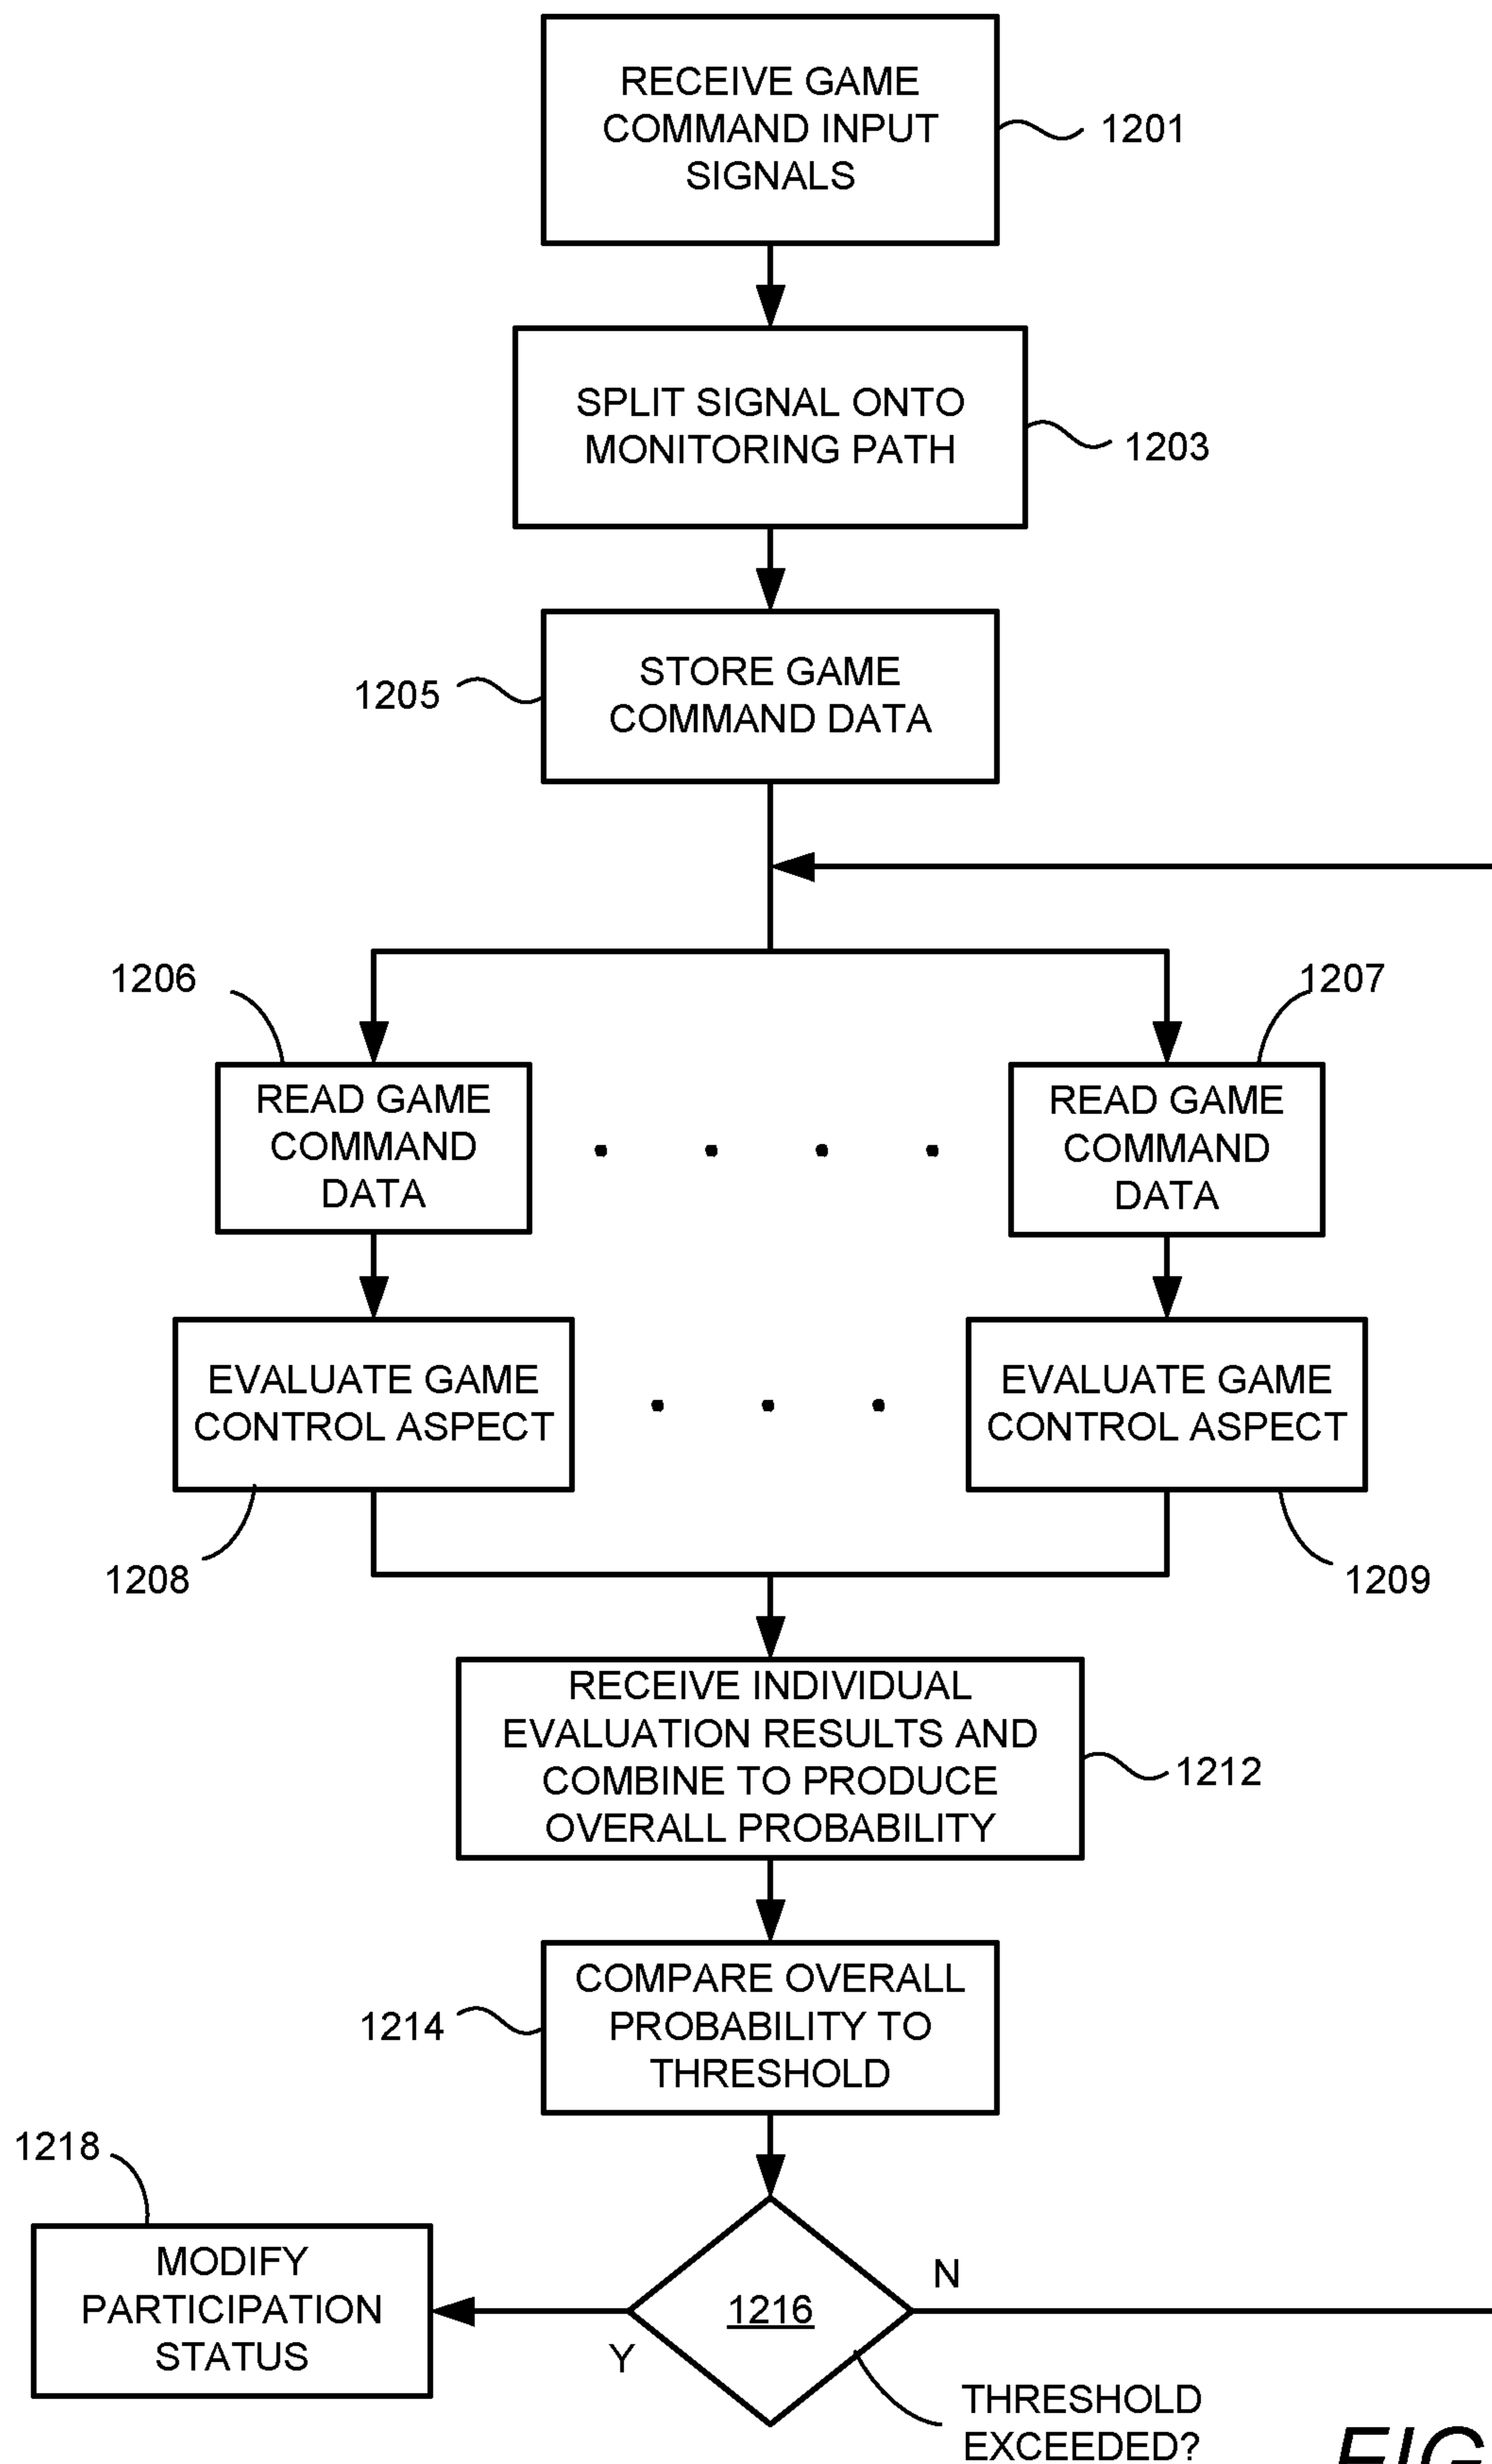 RECEIVE GAME
COMMAND INPUT
SIGNALS
1201
SPLIT SIGNAL ONTO
MONITORING PATH
1203
STORE GAME
COMMAND DATA
1205
1206
1207
READ GAME
COMMAND
DATA
READ GAME
COMMAND
DATA
EVALUATE GAME
CONTROL ASPECT
EVALUATE GAME
CONTROL ASPECT
1208
1209
RECEIVE INDIVIDUAL
EVALUATION RESULTS AND
COMBINE TO PRODUCE
OVERALL PROBABILITY
1212
COMPARE OVERALL
PROBABILITY TO
THRESHOLD
1214
1218
MODIFY
PARTICIPATION
STATUS
1216
N
Y
THRESHOLD
EXCEEDED?
FIG